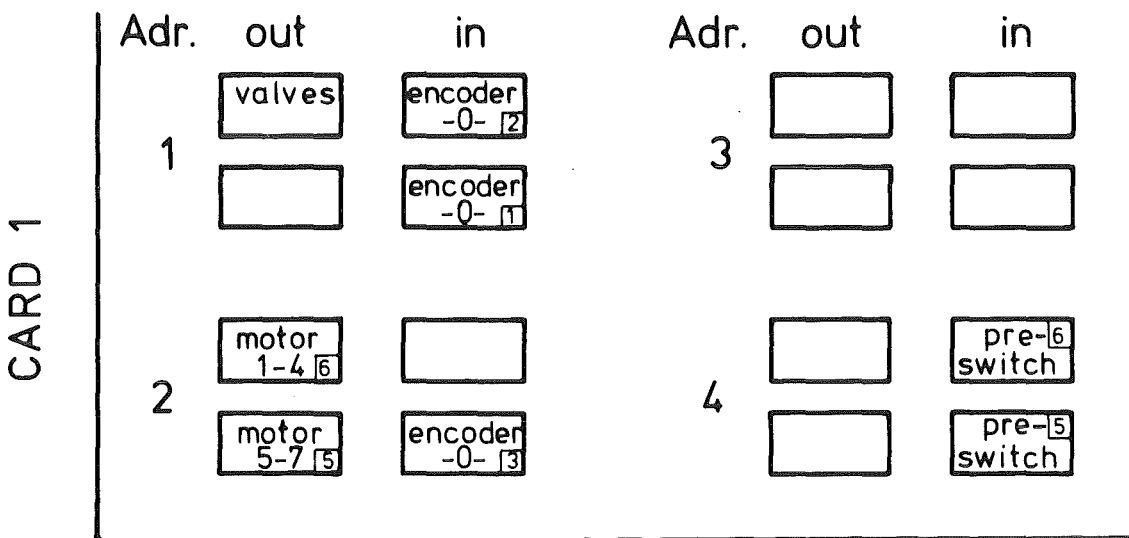 CARD 1
Adr. out in Adr. out in
valves encoder
-0- 2
1 3
encoder
-0- 1
motor pre- 6
1-4 6 switch
2 4
motor encoder pre- 5
5-7 5 -0- 3 switch